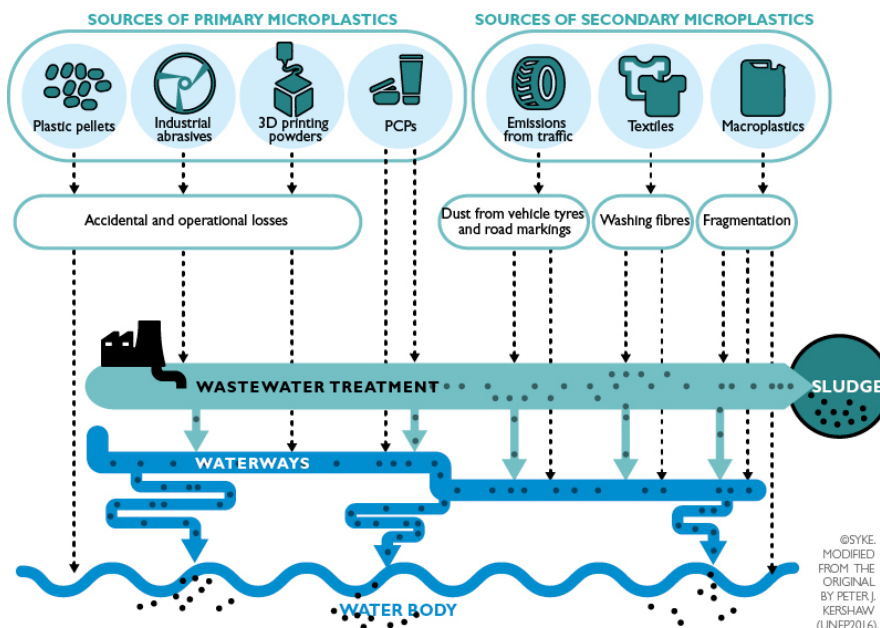 SOURCES OF PRIMARY MICROPLASTICS
SOURCES OF SECONDARY MICROPLASTICS
Plastic pellets
Industrial
abrasives
3D printing
powders
PCPs
Emissions
from traffic
Textiles
Macroplastics
Accidental and operational losses
Dust from vehicle tyres
and road markings
Washing fibres
Fragmentation
WASTEWATER TREATMENT
SLUDGE
WATERWAYS
WATER BODY
©SYKE.
MODIFIED
FROM THE
ORIGINAL
BY PETER J.
KERSHAW
(UNEP2016).